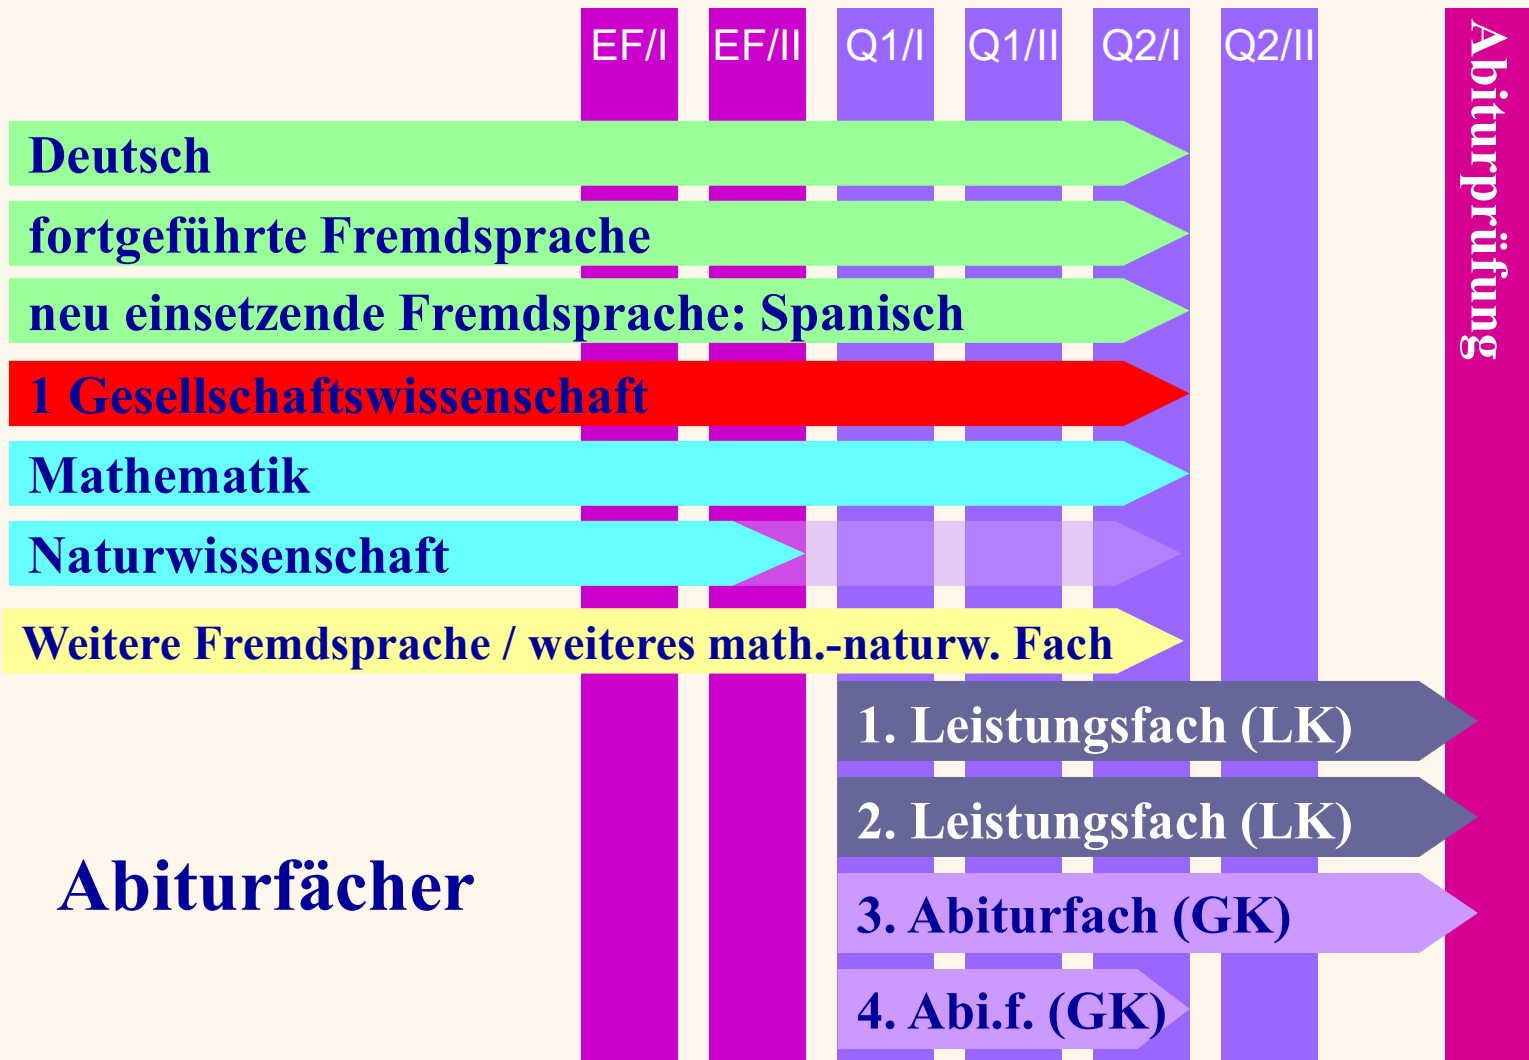 EF/I EF/II Q1/I Q1/II Q2/I Q2/II
Abiturprüfung
Deutsch
fortgeführte Fremdsprache
neu einsetzende Fremdsprache: Spanisch
1 Gesellschaftswissenschaft
Mathematik
Naturwissenschaft
Weitere Fremdsprache / weiteres math.-naturw. Fach
1. Leistungsfach (LK)
2. Leistungsfach (LK)
Abiturfächer
3. Abiturfach (GK)
4. Abi.f. (GK)